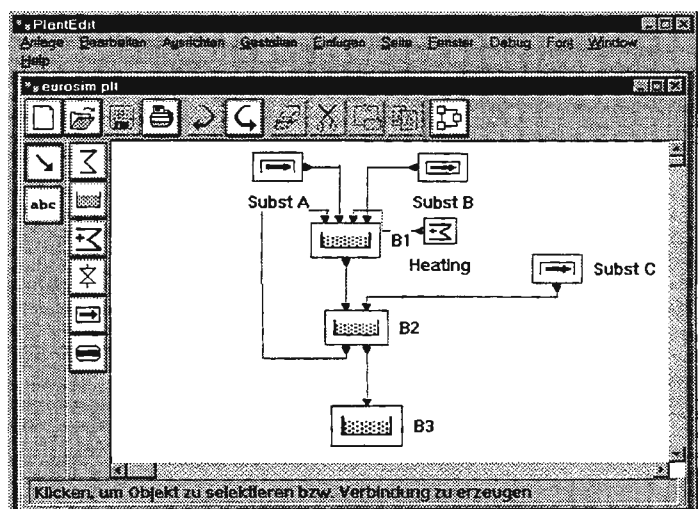 PlantEdit
Anlage Bearbeiten Ausrichten Gestalten Einfügen Seite Fenster Debug Font Window
Help
eurosim plt
abc
Subst A
Subst B
B1
Heating
Subst C
B2
B3
Klicken, um Objekt zu selektieren bzw. Verbindung zu erzeugen